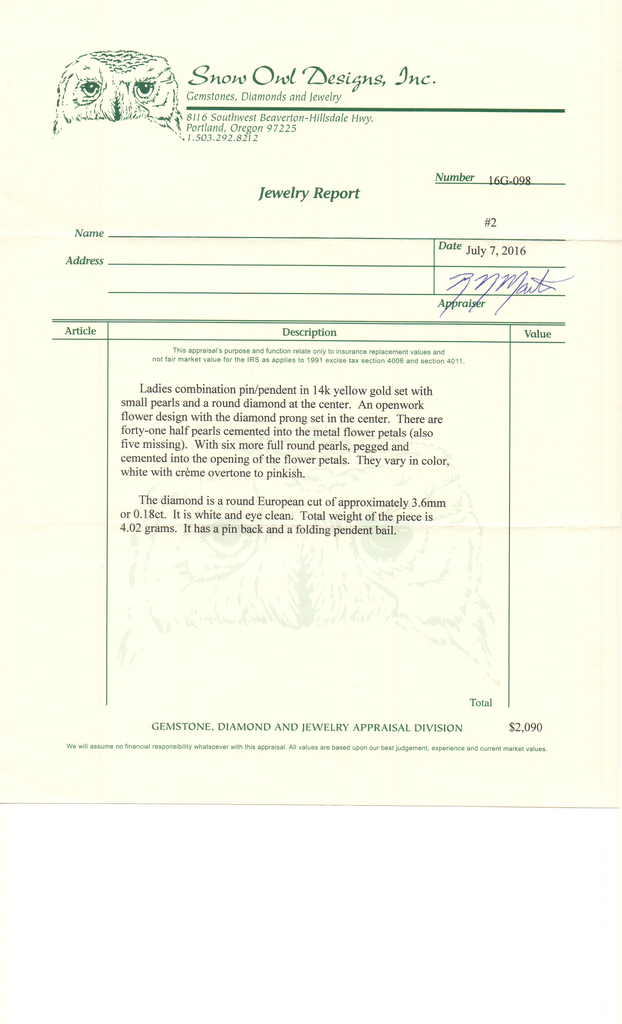 Snow Owl Designs, Inc.
Gemstones, Diamonds and Jewelry
8116 Southwest Beaverton-Hillsdale Hwy.
Portland, Oregon 97225
1.503.292.8212
Number 16G-098
Jewelry Report
#2
Name
Date July 7, 2016
Address
Appraiser
Article Description Value
This appraisal's purpose and function relate only to insurance replacement values and
not fair market value for the IRS as applies to 1991 excise tax section 4006 and section 4011.
Ladies combination pin/pendent in 14k yellow gold set with
small pearls and a round diamond at the center. An openwork
flower design with the diamond prong set in the center. There are
forty-one half pearls cemented into the metal flower petals (also
five missing). With six more full round pearls, pegged and
cemented into the opening of the flower petals. They vary in color,
white with crème overtone to pinkish.
The diamond is a round European cut of approximately 3.6mm
or 0.18ct. It is white and eye clean. Total weight of the piece is
4.02 grams. It has a pin back and a folding pendent bail.
Total
GEMSTONE, DIAMOND AND JEWELRY APPRAISAL DIVISION $2,090
We will assume no financial responsibility whatsoever with this appraisal. All values are based upon our best judgement, experience and current market values.